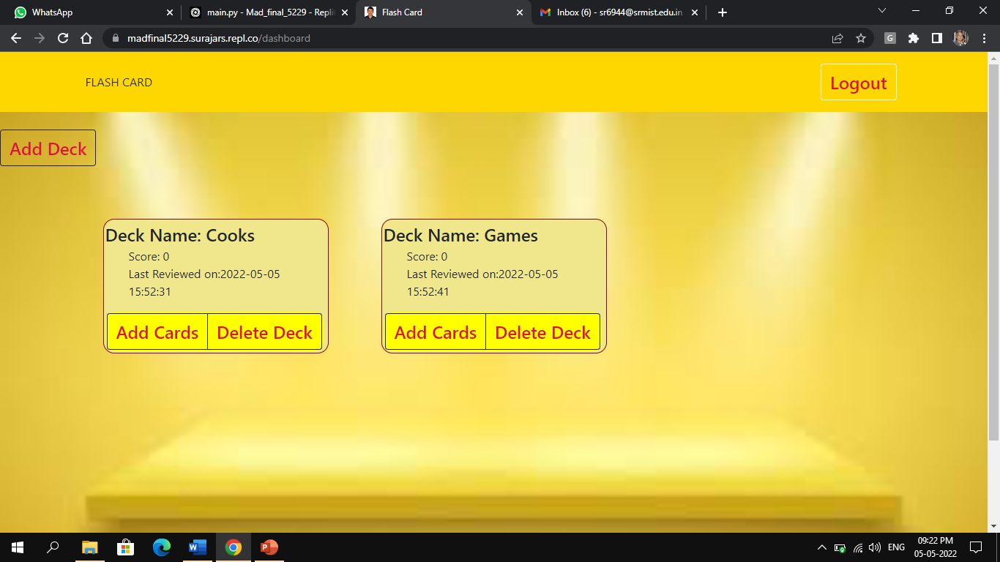 WhatsApp
main.py - Mad_final_5229 - Repli
Flash Card
Inbox (6) - sr6944@srmist.edu.in
madfinal5229.surajars.repl.co/dashboard
G
FLASH CARD
Logout
Add Deck
Deck Name: Cooks
Score: 0
Last Reviewed on:2022-05-05
15:52:31
Add Cards
Delete Deck
Deck Name: Games
Score: 0
Last Reviewed on:2022-05-05
15:52:41
Add Cards
Delete Deck
W
P
ENG
09:22 PM
05-05-2022